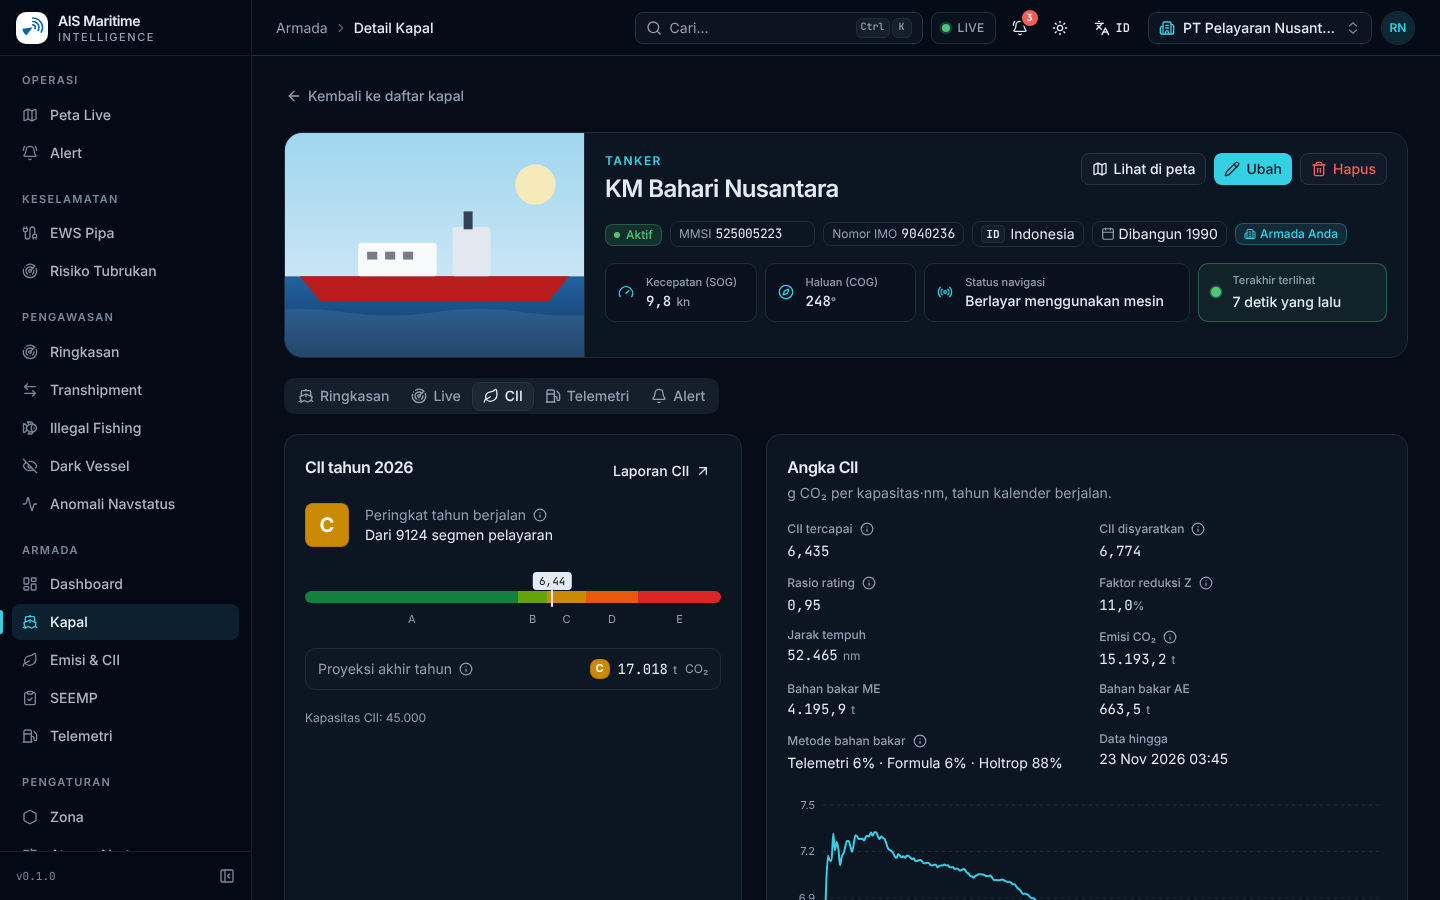 AIS Maritime
INTELLIGENCE
Armada > Detail Kapal
Cari...
Ctrl K
LIVE
3
ID
PT Pelayaran Nusant...
RN
OPERASI
Peta Live
Alert
KESELAMATAN
EWS Pipa
Risiko Tubrukan
PENGAWASAN
Ringkasan
Transhipment
Illegal Fishing
Dark Vessel
Anomali Navstatus
ARMADA
Dashboard
Kapal
Emisi & CII
SEEMP
Telemetri
PENGATURAN
Zona
v0.1.0
Kembali ke daftar kapal
TANKER
KM Bahari Nusantara
Lihat di peta
Ubah
Hapus
Aktif
MMSI 525005223
Nomor IMO 9040236
ID Indonesia
Dibangun 1990
Armada Anda
Kecepatan (SOG)
9,8 kn
Haluan (COG)
248°
Status navigasi
Berlayar menggunakan mesin
Terakhir terlihat
7 detik yang lalu
Ringkasan
Live
CII
Telemetri
Alert
CII tahun 2026
Laporan CII
C
Peringkat tahun berjalan
Dari 9124 segmen pelayaran
6,44
A B C D E
Proyeksi akhir tahun
C 17.018 t CO₂
Kapasitas CII: 45.000
Angka CII
g CO₂ per kapasitas·nm, tahun kalender berjalan.
CII tercapai
6,435
CII disyaratkan
6,774
Rasio rating
0,95
Faktor reduksi Z
11,0%
Jarak tempuh
52.465 nm
Emisi CO₂
15.193,2 t
Bahan bakar ME
4.195,9 t
Bahan bakar AE
663,5 t
Metode bahan bakar
Telemetri 6% · Formula 6% · Holtrop 88%
Data hingga
23 Nov 2026 03:45
7.5
7.2
6.9